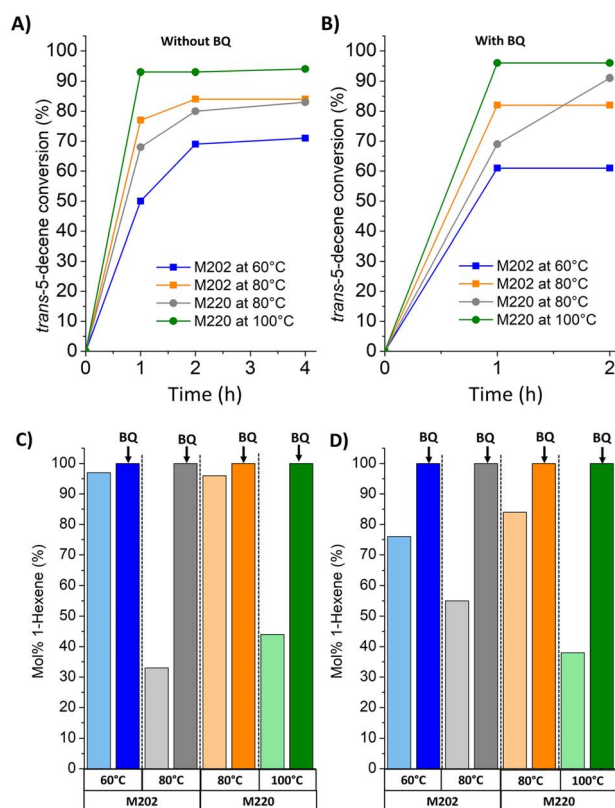 A)
Without BQ
trans-5-decene conversion (%)
100
90
80
70
60
50
40
30
20
10
0
M202 at 60°C
M202 at 80°C
M220 at 80°C
M220 at 100°C
0 1 2 3 4
Time (h)
B)
With BQ
trans-5-decene conversion (%)
100
90
80
70
60
50
40
30
20
10
0
M202 at 60°C
M202 at 80°C
M220 at 80°C
M220 at 100°C
0 1 2
Time (h)
C)
BQ BQ BQ BQ
Mol% 1-Hexene (%)
100
90
80
70
60
50
40
30
20
10
0
60°C 80°C 80°C 100°C
M202 M220
D)
BQ BQ BQ BQ
Mol% 1-Hexene (%)
100
90
80
70
60
50
40
30
20
10
0
60°C 80°C 80°C 100°C
M202 M220